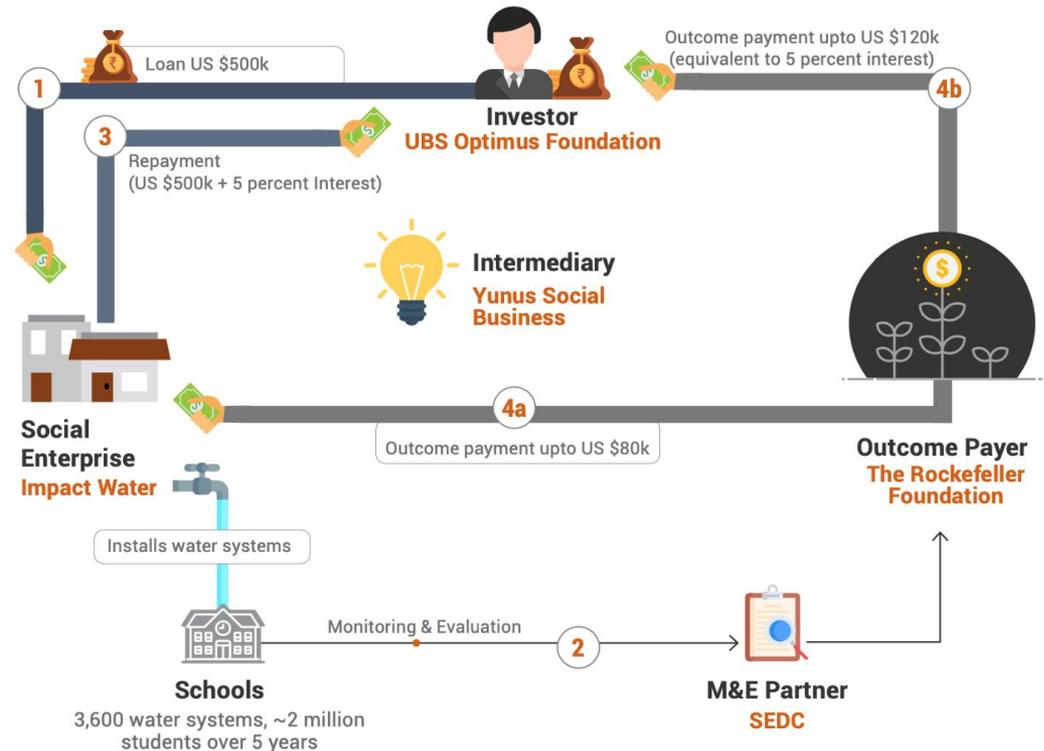 Loan US $500k
1
Investor
UBS Optimus Foundation
Outcome payment upto US $120k
(equivalent to 5 percent interest)
4b
3
Repayment
(US $500k + 5 percent Interest)
Intermediary
Yunus Social
Business
Social
Enterprise
Impact Water
4a
Outcome payment upto US $80k
Outcome Payer
The Rockefeller
Foundation
Installs water systems
Monitoring & Evaluation
2
Schools
3,600 water systems, ~2 million
students over 5 years
M&E Partner
SEDC